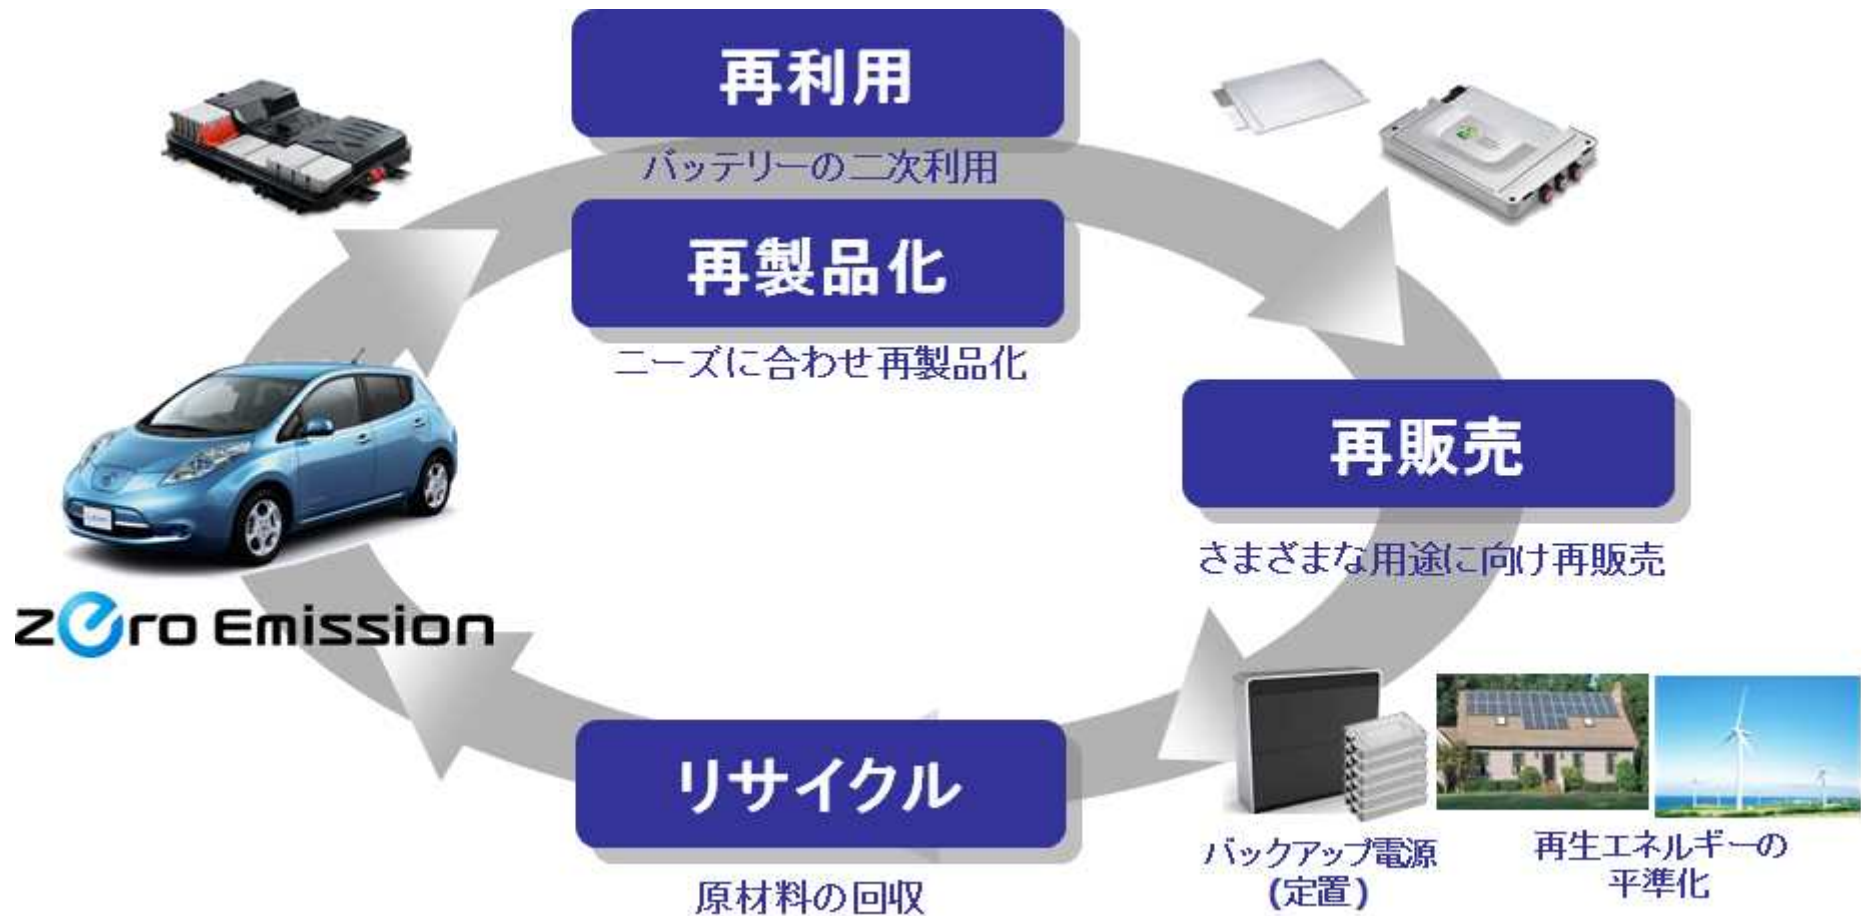 再利用
バッテリーの二次利用
再製品化
ニーズに合わせ再製品化
再販売
さまざまな用途に向け再販売
zero Emission
リサイクル
原材料の回収
バックアップ電源
(定置)
再生エネルギーの
平準化